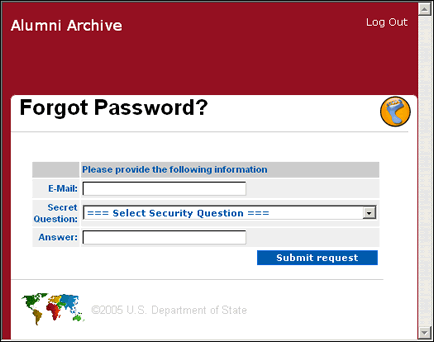 Alumni Archive
Log Out
Forgot Password?
Please provide the following information
E-Mail:
Secret
Question:
=== Select Security Question ===
Answer:
Submit request
©2005 U.S. Department of State